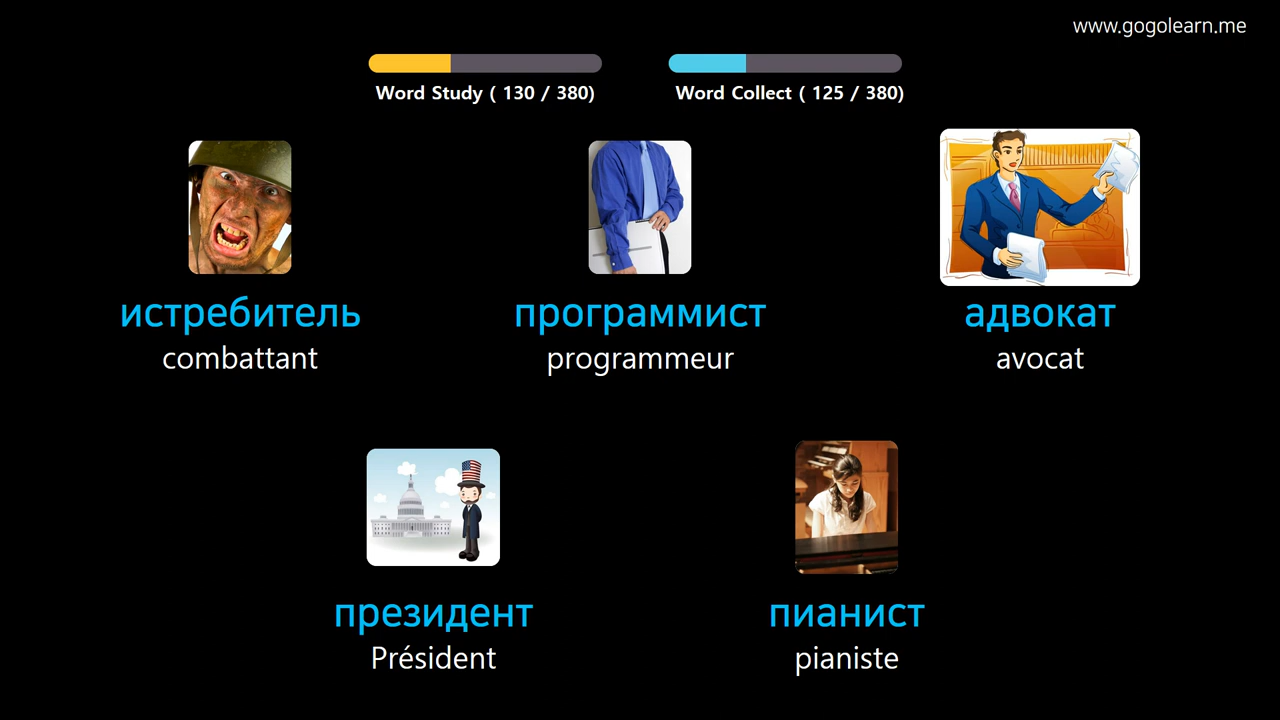 www.gogolearn.me
Word Study ( 130 / 380)
Word Collect ( 125 / 380)
истребитель
combattant
программист
programmeur
адвокат
avocat
президент
Président
пианист
pianiste